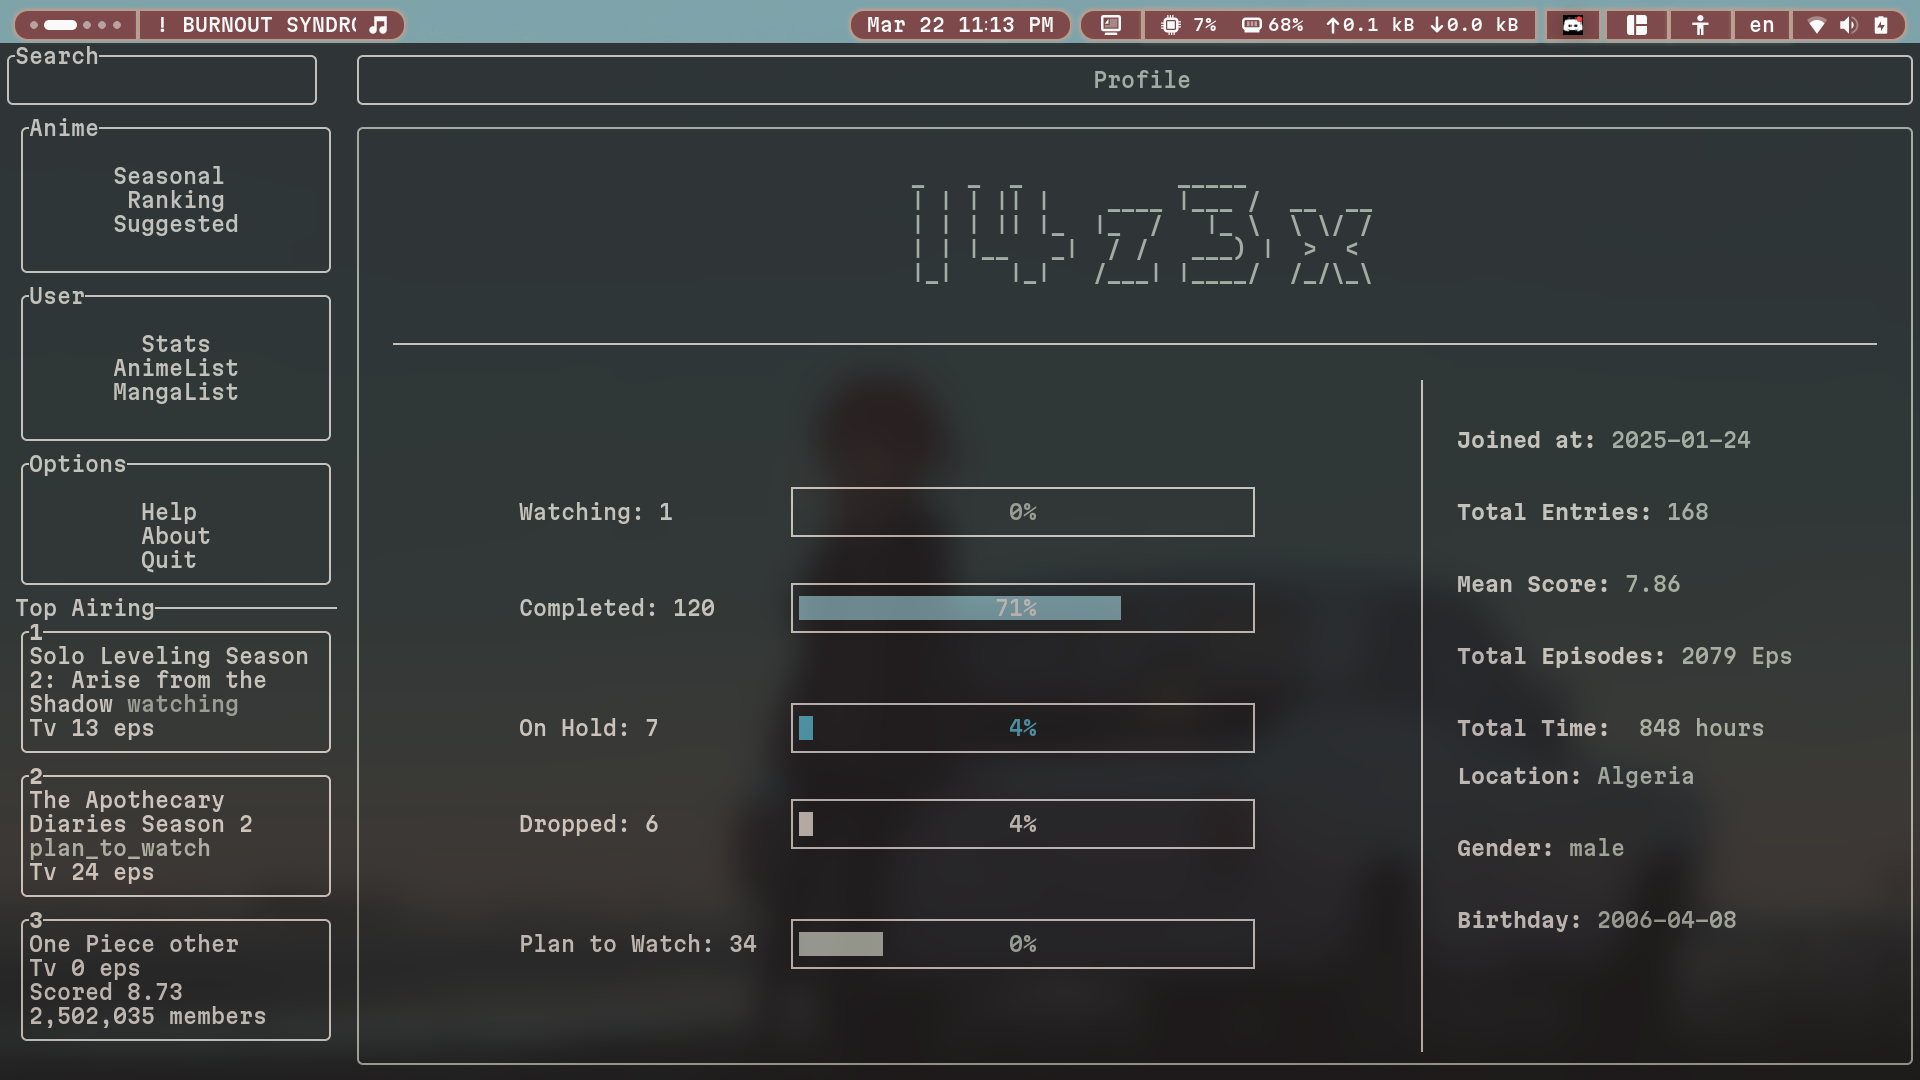 ! BURNOUT SYNDRO
Mar 22 11:13 PM
7% 68% ↑0.1 kB ↓0.0 kB
en
Search
Profile
Anime
Seasonal
Ranking
Suggested
14z3x
User
Stats
AnimeList
MangaList
Options
Help
About
Quit
Top Airing
1
Solo Leveling Season
2: Arise from the
Shadow watching
Tv 13 eps
2
The Apothecary
Diaries Season 2
plan_to_watch
Tv 24 eps
3
One Piece other
Tv 0 eps
Scored 8.73
2,502,035 members
Watching: 1 0%
Completed: 120 71%
On Hold: 7 4%
Dropped: 6 4%
Plan to Watch: 34 0%
Joined at: 2025-01-24
Total Entries: 168
Mean Score: 7.86
Total Episodes: 2079 Eps
Total Time: 848 hours
Location: Algeria
Gender: male
Birthday: 2006-04-08